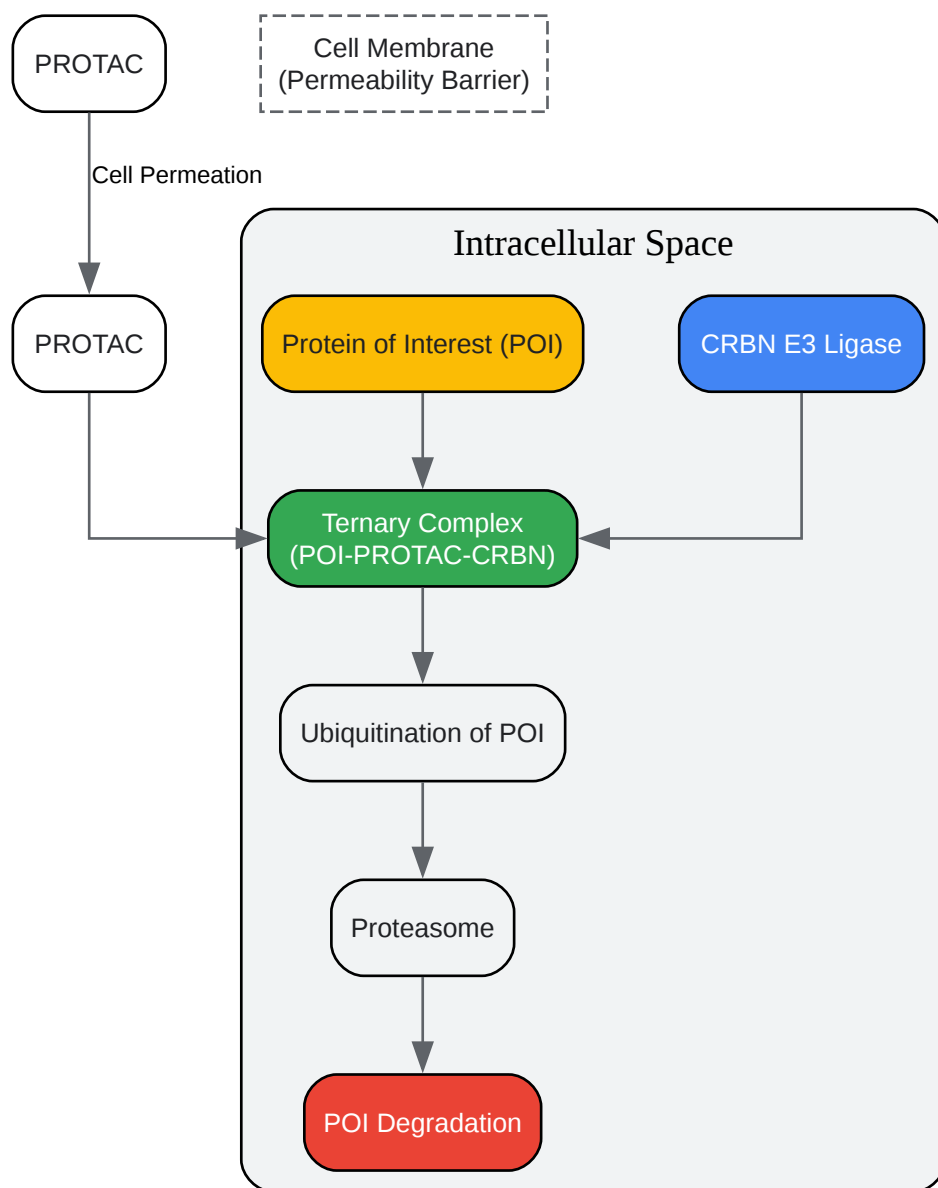 PROTAC
Cell Membrane
(Permeability Barrier)
Cell Permeation
Intracellular Space
PROTAC
Protein of Interest (POI)
CRBN E3 Ligase
Ternary Complex
(POI-PROTAC-CRBN)
Ubiquitination of POI
Proteasome
POI Degradation